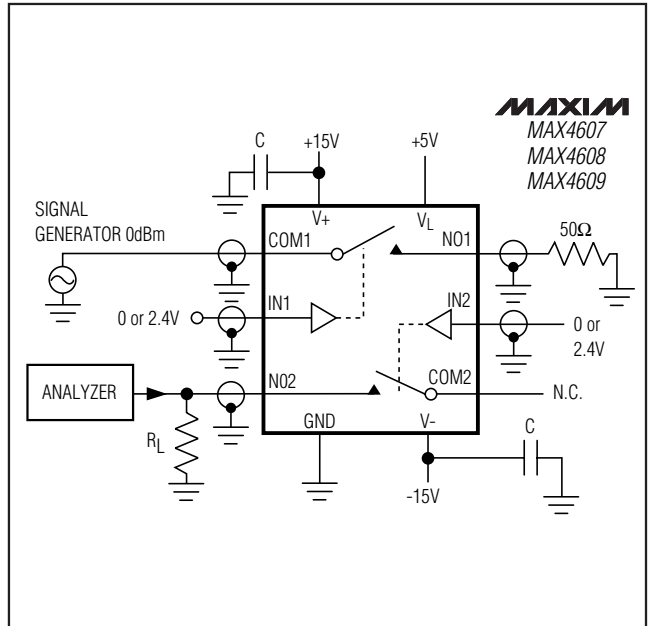 MAXIM
MAX4607
MAX4608
MAX4609
C
+15V
+5V
SIGNAL
GENERATOR 0dBm
V+
VL
COM1
NO1
50Ω
IN1
IN2
0 or 2.4V
0 or
2.4V
ANALYZER
N02
COM2
N.C.
RL
GND
V-
C
-15V